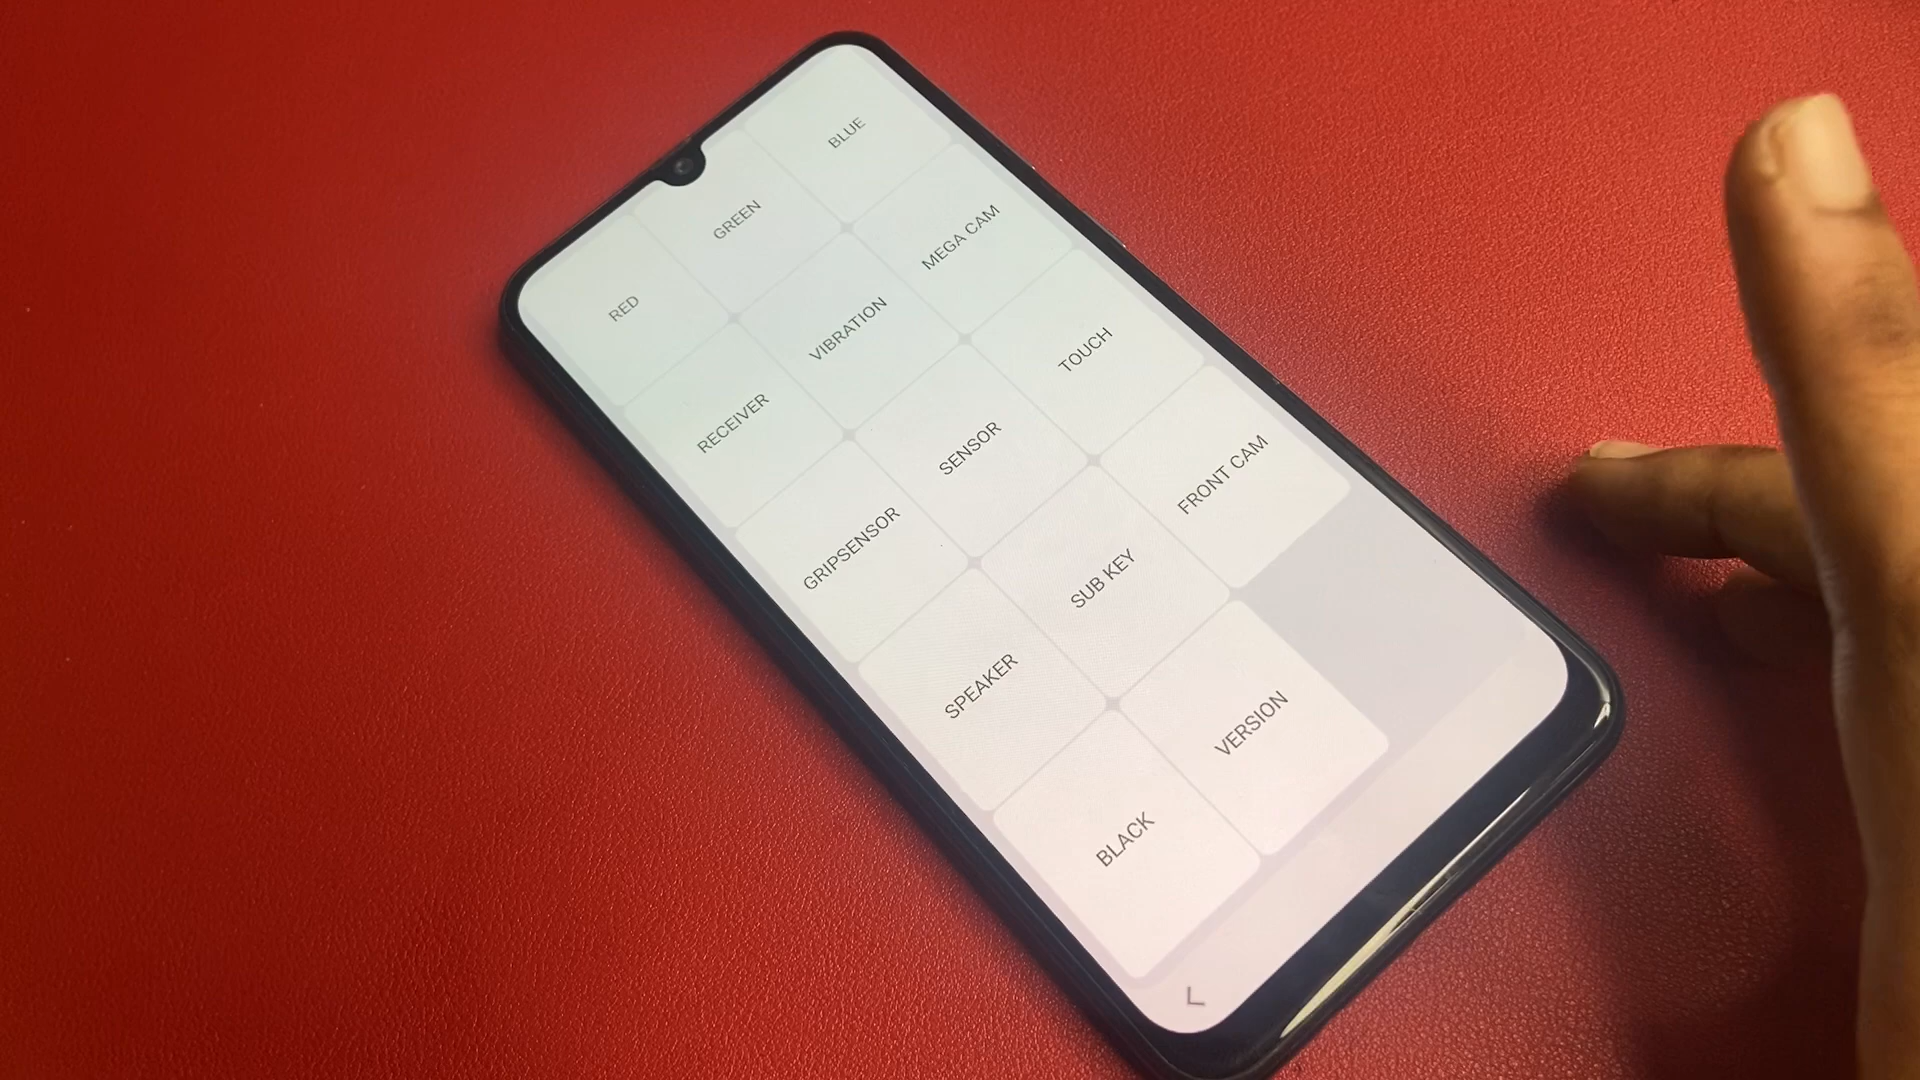 RED GREEN BLUE
RECEIVER VIBRATION MEGA CAM
GRIPSENSOR SENSOR TOUCH
SPEAKER SUB KEY FRONT CAM
BLACK VERSION